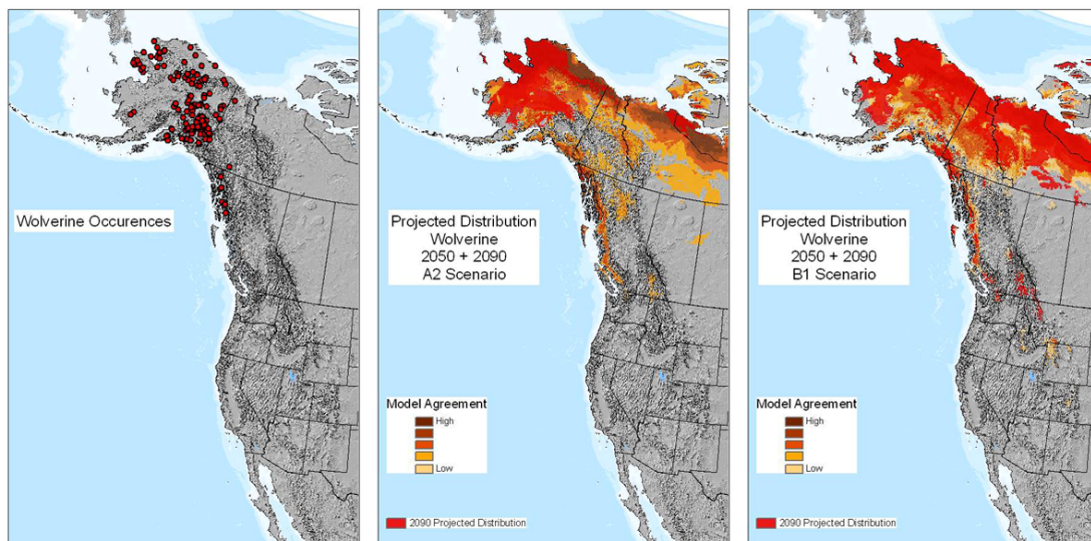 Wolverine Occurences
Projected Distribution
Wolverine
2050 + 2090
A2 Scenario
Model Agreement
High
Low
2090 Projected Distribution
Projected Distribution
Wolverine
2050 + 2090
B1 Scenario
Model Agreement
High
Low
2090 Projected Distribution